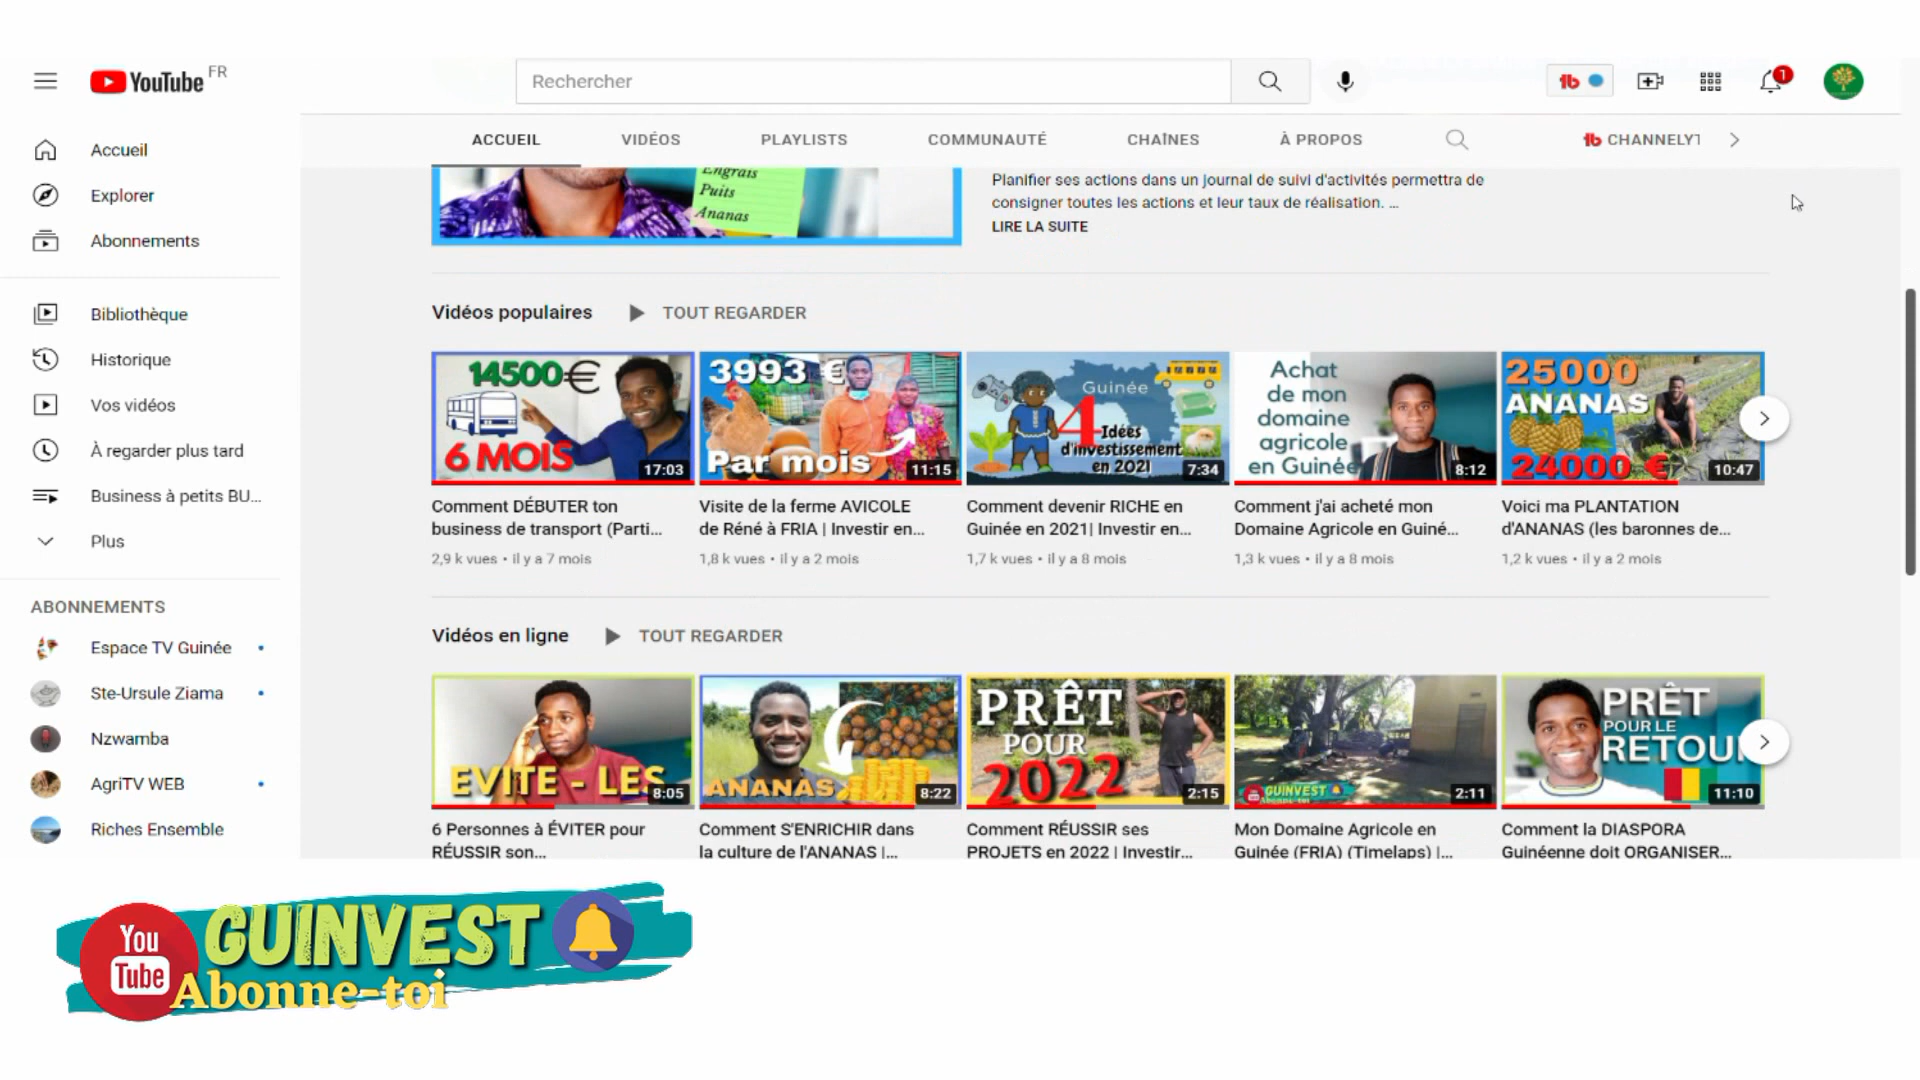 YouTube FR
Rechercher
1
ACCUEIL
VIDÉOS
PLAYLISTS
COMMUNAUTÉ
CHAÎNES
À PROPOS
CHANNELYT
Accueil
Explorer
Abonnements
Bibliothèque
Historique
Vos vidéos
À regarder plus tard
Business à petits BU...
Plus
ABONNEMENTS
Espace TV Guinée
Ste-Ursule Ziama
Nzwamba
AgriTV WEB
Riches Ensemble
Engrais
Puits
Ananas
Planifier ses actions dans un journal de suivi d'activités permettra de
consigner toutes les actions et leur taux de réalisation. ...
LIRE LA SUITE
Vidéos populaires
TOUT REGARDER
14500€
6 MOIS
17:03
Comment DÉBUTER ton
business de transport (Parti...
2,9 k vues • il y a 7 mois
3993 €
Par mois
11:15
Visite de la ferme AVICOLE
de Réné à FRIA | Investir en...
1,8 k vues • il y a 2 mois
Guinée
4 Idées
d'investissement
en 2021
7:34
Comment devenir RICHE en
Guinée en 2021| Investir en...
1,7 k vues • il y a 8 mois
Achat
de mon
domaine
agricole
en Guinée
8:12
Comment j'ai acheté mon
Domaine Agricole en Guiné...
1,3 k vues • il y a 8 mois
25000
ANANAS
24000 €
10:47
Voici ma PLANTATION
d'ANANAS (les baronnes de...
1,2 k vues • il y a 2 mois
Vidéos en ligne
TOUT REGARDER
EVITE - LES
8:05
6 Personnes à ÉVITER pour
RÉUSSIR son...
ANANAS
8:22
Comment S'ENRICHIR dans
la culture de l'ANANAS |...
PRÊT
POUR
2022
2:15
Comment RÉUSSIR ses
PROJETS en 2022 | Investir...
GUINVEST
Abonne-toi
2:11
Mon Domaine Agricole en
Guinée (FRIA) (Timelaps) |...
PRÊT
POUR LE
RETOU
11:10
Comment la DIASPORA
Guinéenne doit ORGANISER...
You
Tube
GUINVEST
Abonne-toi